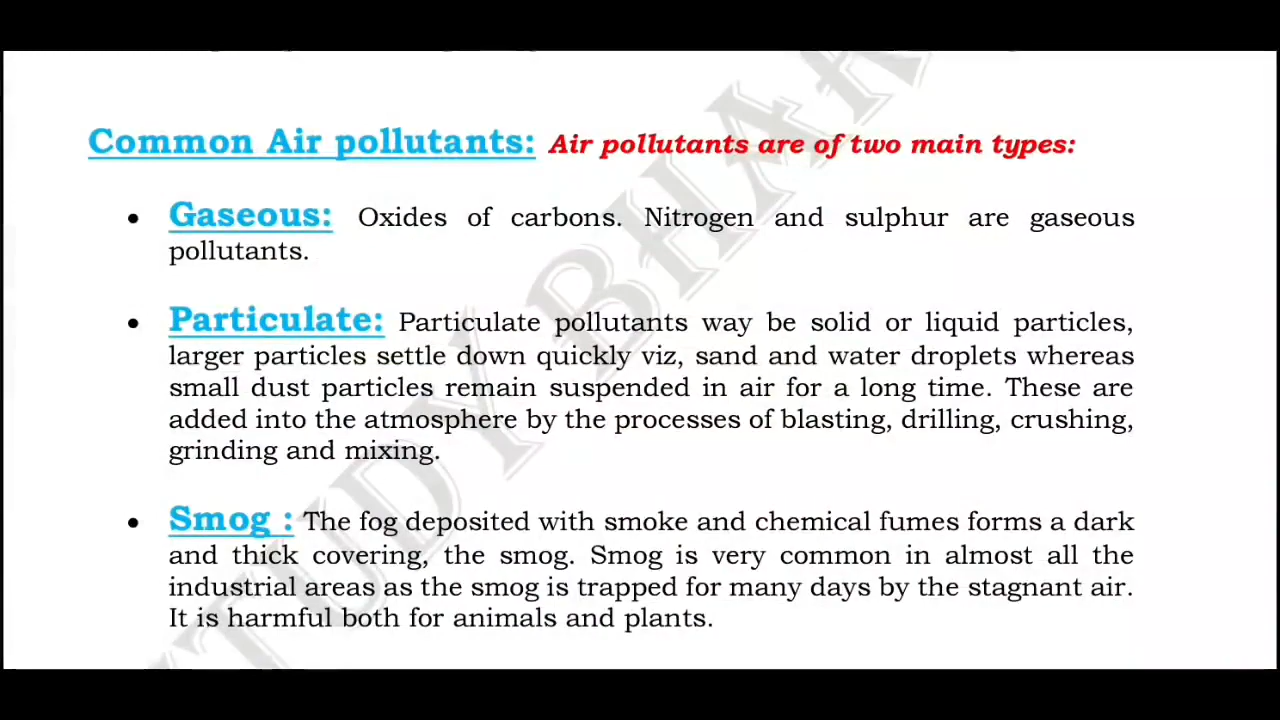 Common Air pollutants: Air pollutants are of two main types:
• Gaseous: Oxides of carbons. Nitrogen and sulphur are gaseous
pollutants.
• Particulate: Particulate pollutants way be solid or liquid particles,
larger particles settle down quickly viz, sand and water droplets whereas
small dust particles remain suspended in air for a long time. These are
added into the atmosphere by the processes of blasting, drilling, crushing,
grinding and mixing.
• Smog : The fog deposited with smoke and chemical fumes forms a dark
and thick covering, the smog. Smog is very common in almost all the
industrial areas as the smog is trapped for many days by the stagnant air.
It is harmful both for animals and plants.